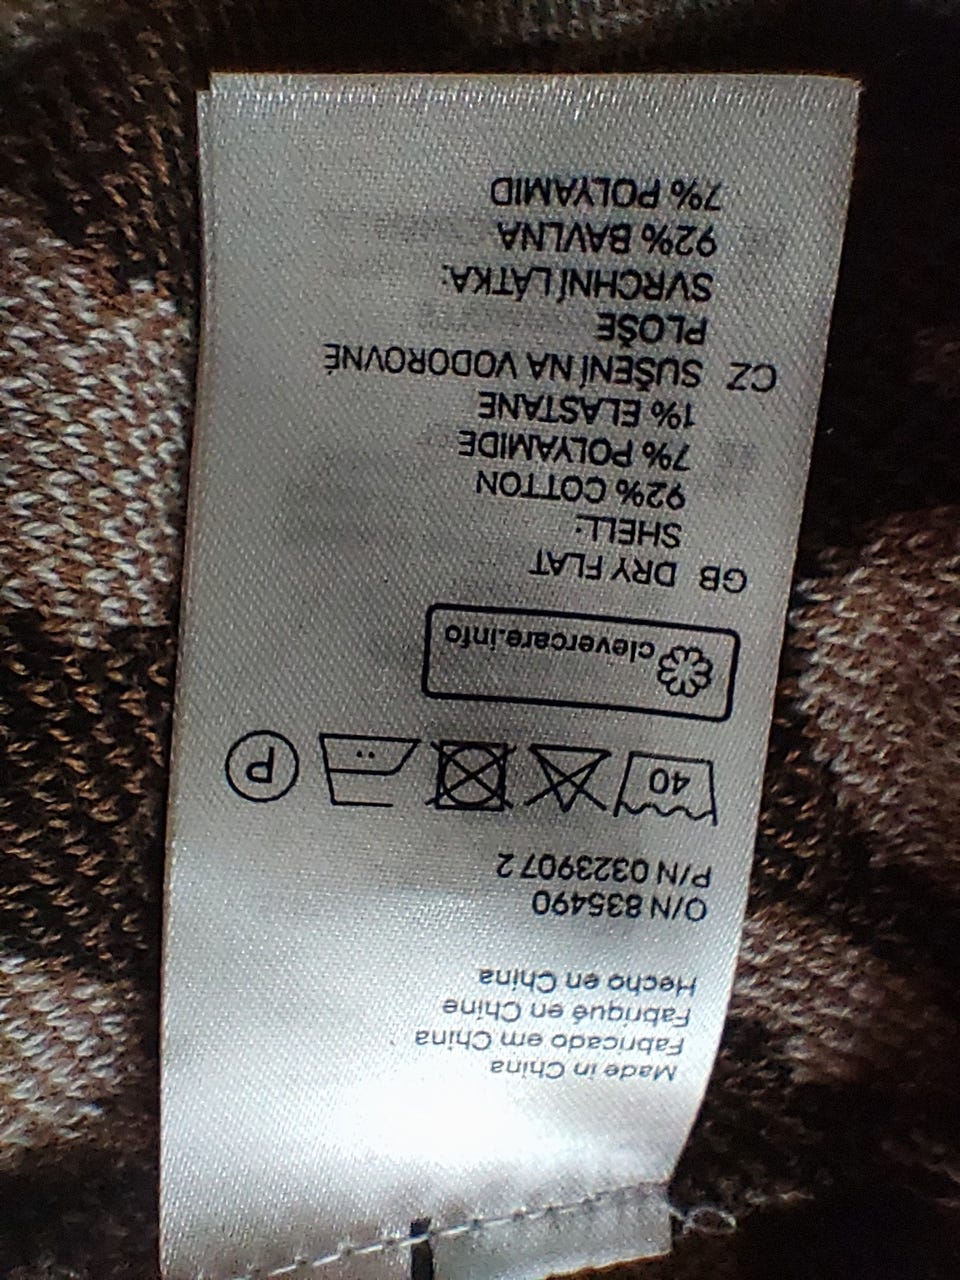 Made in China
Fabricado em China
Fabriqué en Chine
Hecho en China
O/N 835490
P/N 0323907 2
40
P
clevercare.info
GB DRY FLAT
SHELL:
92% COTTON
7% POLYAMIDE
1% ELASTANE
CZ SUŠENÍ NA VODOROVNÉ
PLOŠE
SVRCHNÍ LÁTKA:
92% BAVLNA
7% POLYAMID